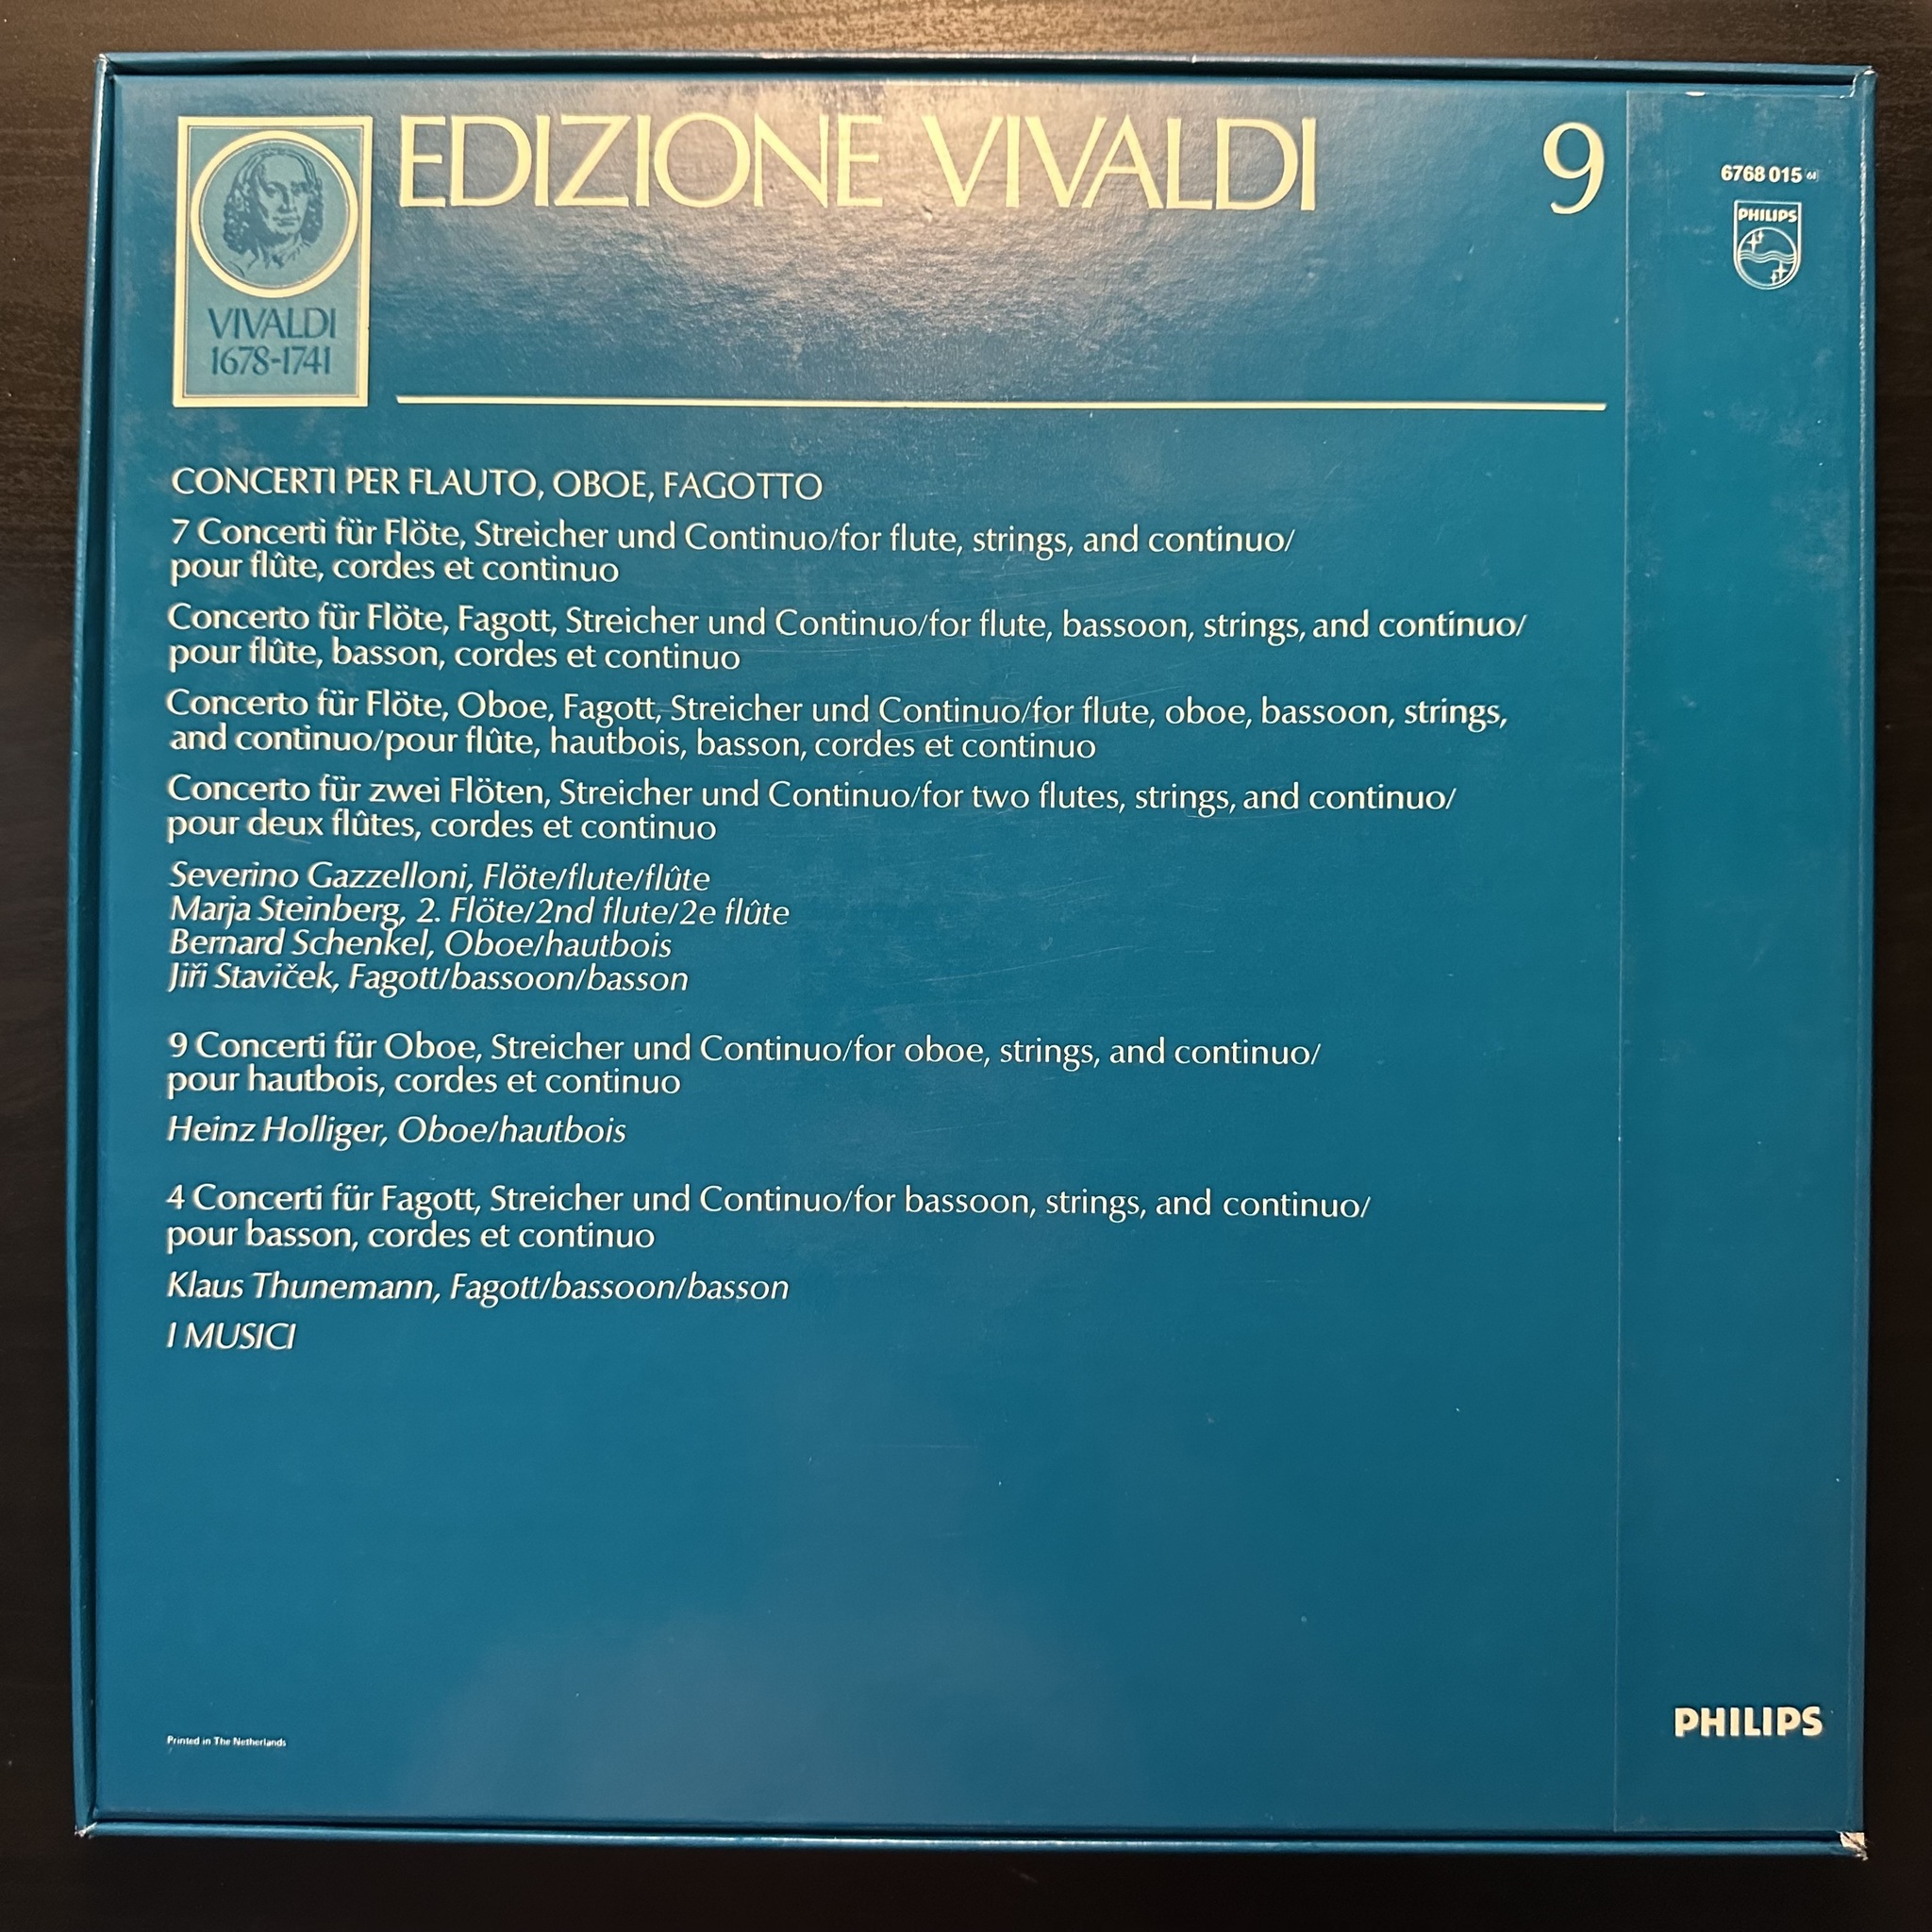 EDIZIONE VIVALDI 9
VIVALDI
1678-1741
6768 015
PHILIPS
CONCERTI PER FLAUTO, OBOE, FAGOTTO
7 Concerti für Flöte, Streicher und Continuo/for flute, strings, and continuo/
pour flûte, cordes et continuo
Concerto für Flöte, Fagott, Streicher und Continuo/for flute, bassoon, strings, and continuo/
pour flûte, basson, cordes et continuo
Concerto für Flöte, Oboe, Fagott, Streicher und Continuo/for flute, oboe, bassoon, strings,
and continuo/pour flûte, hautbois, basson, cordes et continuo
Concerto für zwei Flöten, Streicher und Continuo/for two flutes, strings, and continuo/
pour deux flûtes, cordes et continuo
Severino Gazzelloni, Flöte/flute/flûte
Marja Steinberg, 2. Flöte/2nd flute/2e flûte
Bernard Schenkel, Oboe/hautbois
Jiři Staviček, Fagott/bassoon/basson
9 Concerti für Oboe, Streicher und Continuo/for oboe, strings, and continuo/
pour hautbois, cordes et continuo
Heinz Holliger, Oboe/hautbois
4 Concerti für Fagott, Streicher und Continuo/for bassoon, strings, and continuo/
pour basson, cordes et continuo
Klaus Thunemann, Fagott/bassoon/basson
I MUSICI
Printed in The Netherlands
PHILIPS